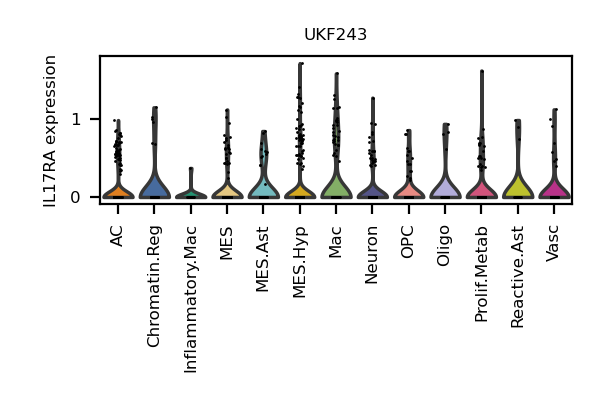 UKF243
IL17RA expression
1
0
AC
Chromatin.Reg
Inflammatory.Mac
MES
MES.Ast
MES.Hyp
Mac
Neuron
OPC
Oligo
Prolif.Metab
Reactive.Ast
Vasc